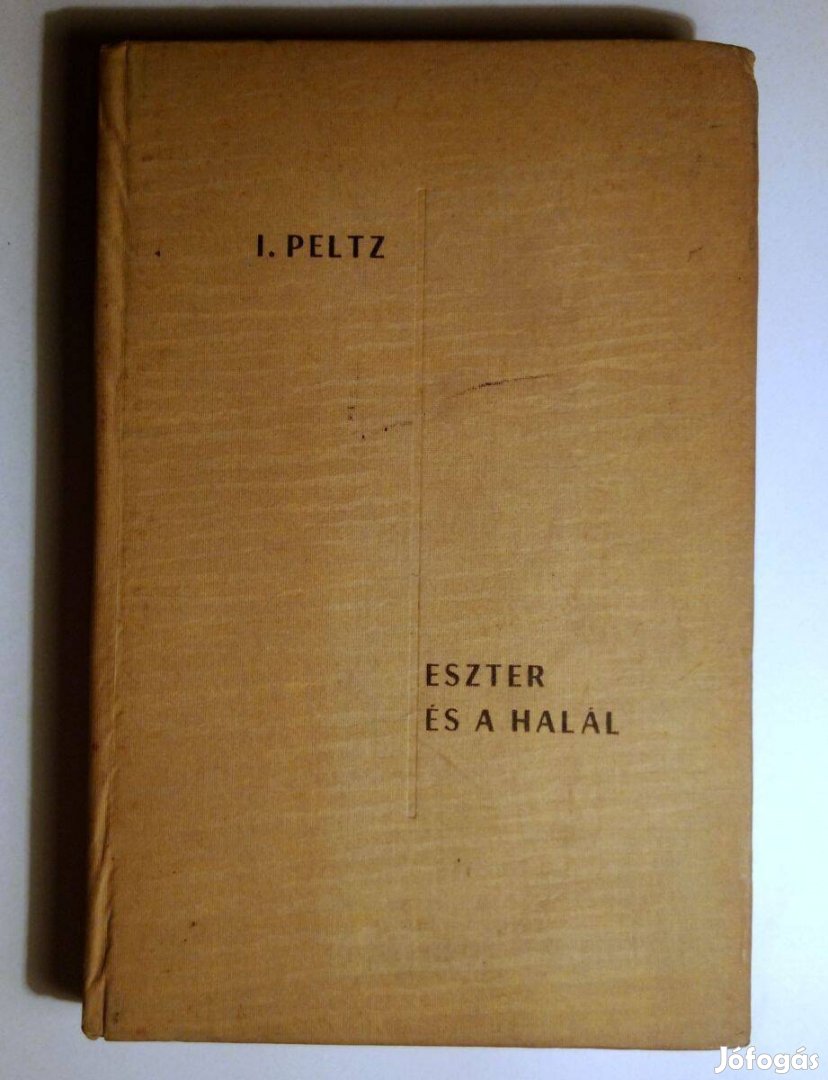 I. PELTZ
ESZTER
ÉS A HALÁL
Jófogás